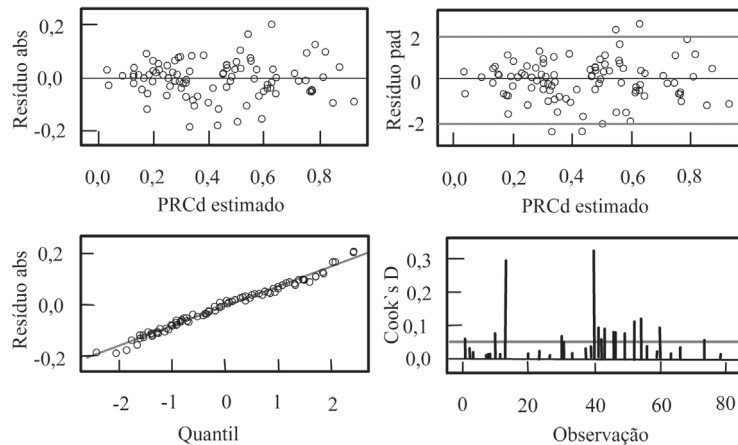 Resíduo abs
0,2
0,0
-0,2
0,0 0,2 0,4 0,6 0,8
PRCd estimado
Resíduo pad
2
0
-2
0,0 0,2 0,4 0,6 0,8
PRCd estimado
Resíduo abs
0,2
0,0
-0,2
-2 -1 0 1 2
Quantil
Cook`s D
0,3
0,2
0,1
0,0
0 20 40 60 80
Observação